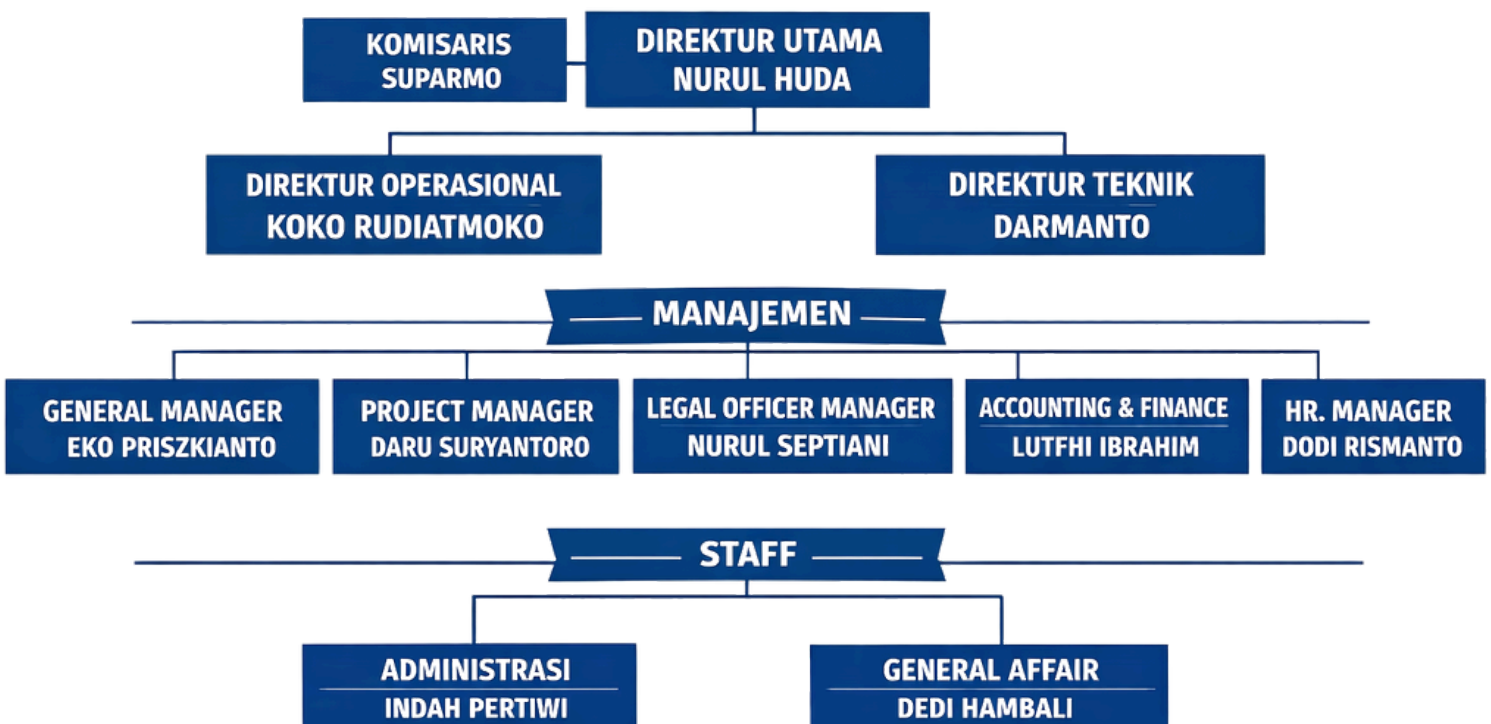 KOMISARIS
SUPARMO
DIREKTUR UTAMA
NURUL HUDA
DIREKTUR OPERASIONAL
KOKO RUDIATMOKO
DIREKTUR TEKNIK
DARMANTO
MANAJEMEN
GENERAL MANAGER
EKO PRISZKIANTO
PROJECT MANAGER
DARU SURYANTORO
LEGAL OFFICER MANAGER
NURUL SEPTIANI
ACCOUNTING & FINANCE
LUTFHI IBRAHIM
HR. MANAGER
DODI RISMANTO
STAFF
ADMINISTRASI
INDAH PERTIWI
GENERAL AFFAIR
DEDI HAMBALI